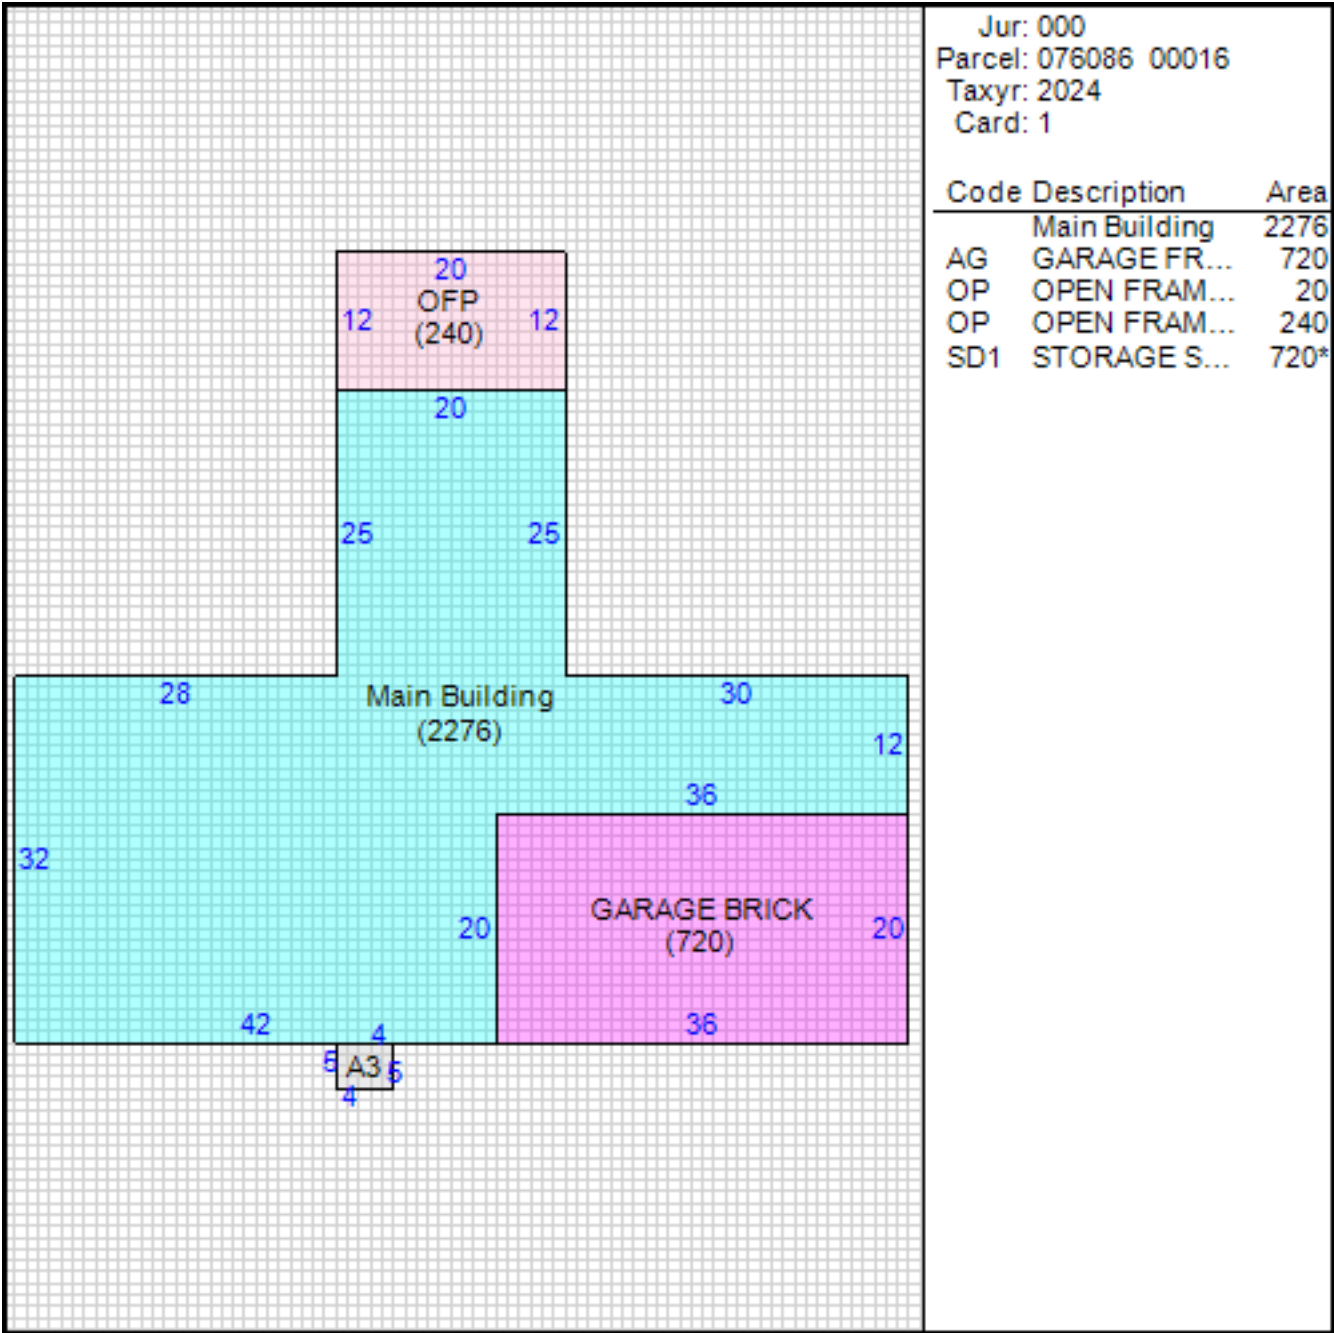 Jur: 000
Parcel: 076086 00016
Taxyr: 2024
Card: 1
Code Description Area
Main Building 2276
AG GARAGE FR... 720
OP OPEN FRAM... 20
OP OPEN FRAM... 240
SD1 STORAGE S... 720*
20
OFP
12 12
(240)
20
25 25
28 30
Main Building
(2276)
12
36
32
GARAGE BRICK
20 20
(720)
42 36
4
5 A3 5
4